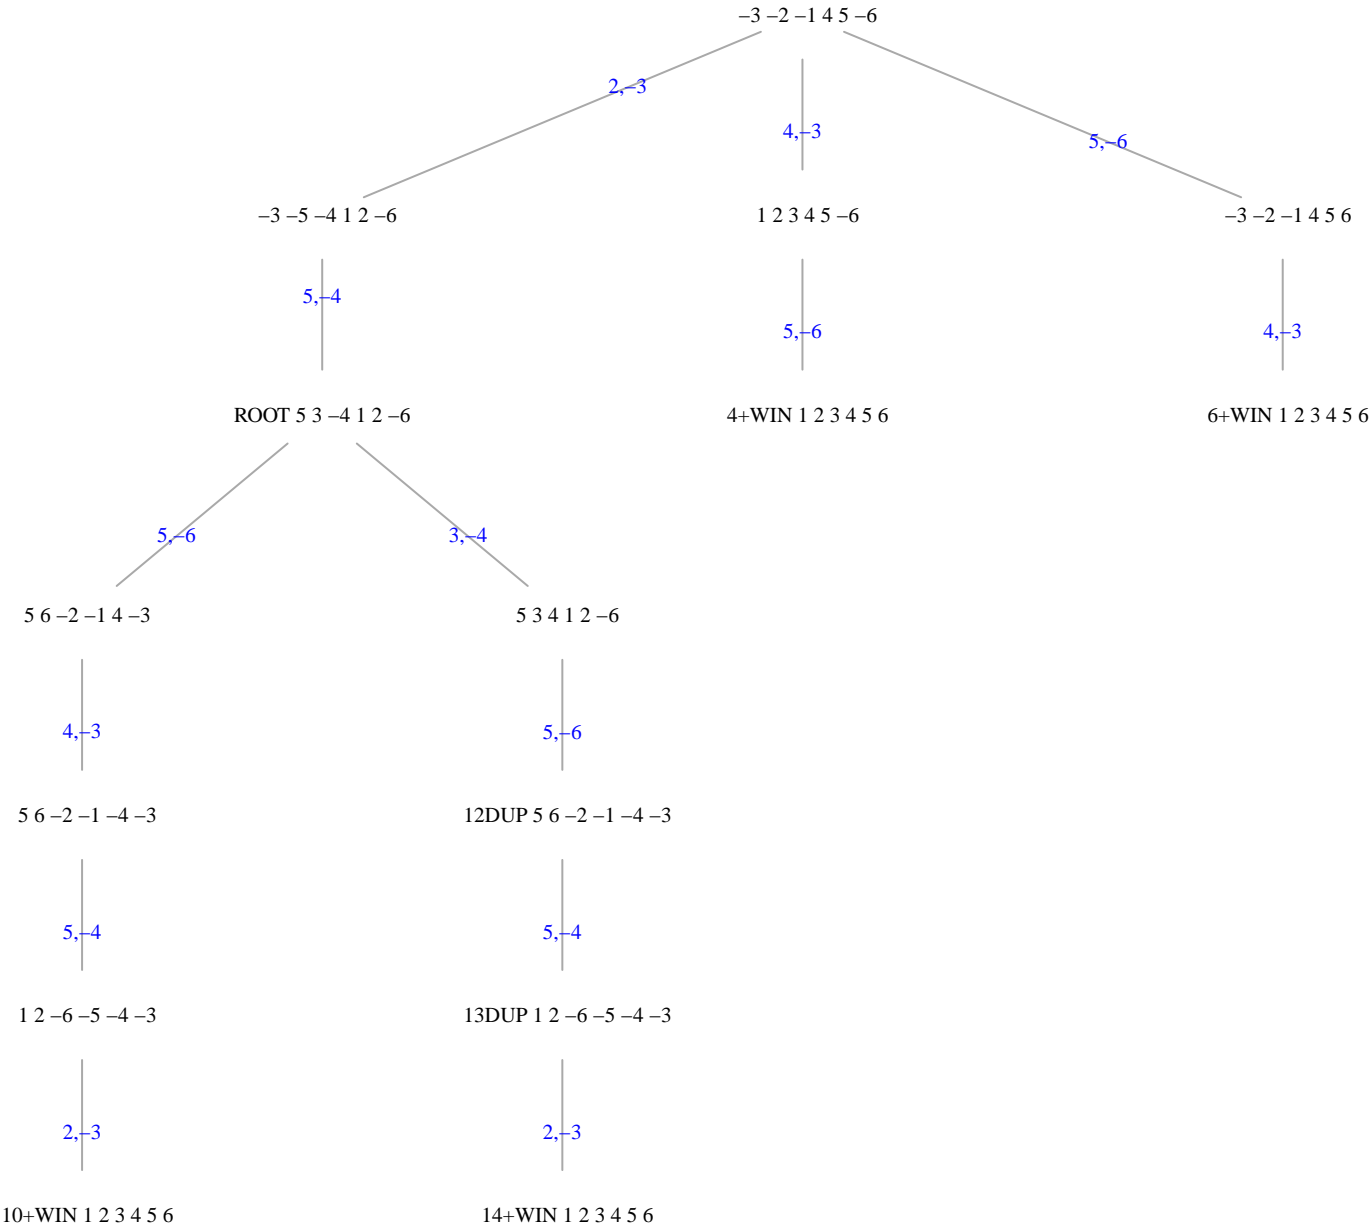 −3 −2 −1 4 5 −6
2,−3
4,−3
5,−6
−3 −5 −4 1 2 −6
1 2 3 4 5 −6
−3 −2 −1 4 5 6
5,−4
5,−6
4,−3
ROOT 5 3 −4 1 2 −6
4+WIN 1 2 3 4 5 6
6+WIN 1 2 3 4 5 6
5,−6
3,−4
5 6 −2 −1 4 −3
5 3 4 1 2 −6
4,−3
5,−6
5 6 −2 −1 −4 −3
12DUP 5 6 −2 −1 −4 −3
5,−4
5,−4
1 2 −6 −5 −4 −3
13DUP 1 2 −6 −5 −4 −3
2,−3
2,−3
10+WIN 1 2 3 4 5 6
14+WIN 1 2 3 4 5 6